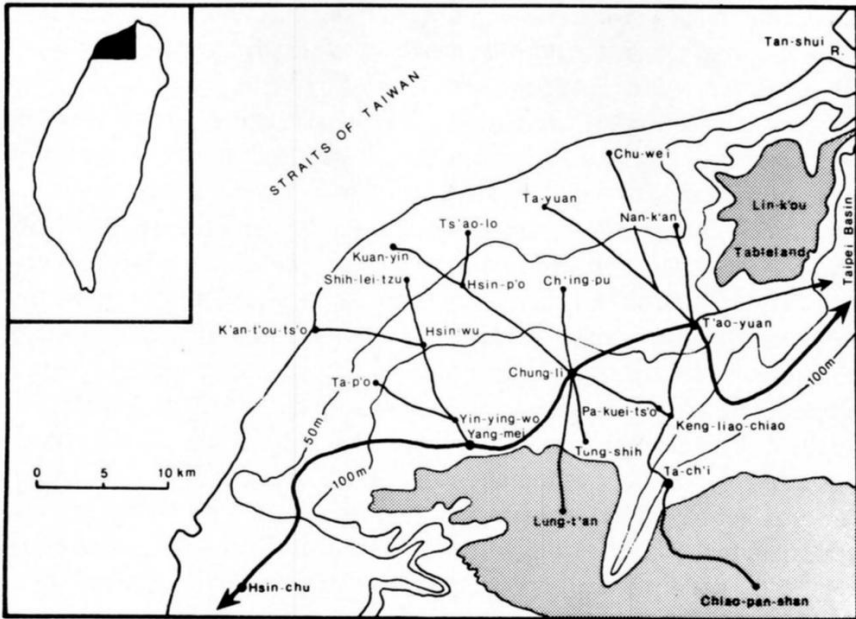 Tan-shui
R.
STRAITS OF TAIWAN
Chu-wei
Ta-yuan
Nan-k'an
Lin-k'ou
Tableland
Taipei Basin
Ts'ao-lo
Kuan-yin
Shih-lei-tzu
Hsin-p'o
Ch'ing-pu
K'an-t'ou-ts'o
Hsin-wu
T'ao-yuan
Ta-p'o
Chung-li
100m
50m
Pa-kuei-ts'o
Yin-ying-wo
Keng-liao-chiao
Yang-mei
Tung-shih
0 5 10 km
100m
Ta-ch'i
Lung-t'an
Hsin-chu
Chiao-pan-shan